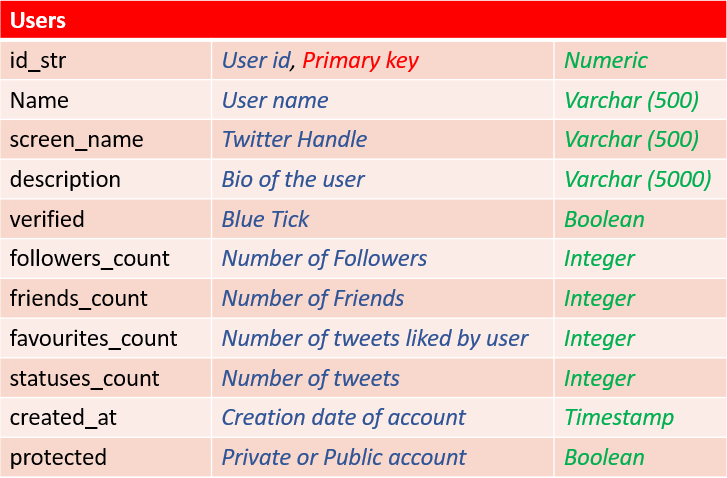 Users
id_str User id, Primary key Numeric
Name User name Varchar (500)
screen_name Twitter Handle Varchar (500)
description Bio of the user Varchar (5000)
verified Blue Tick Boolean
followers_count Number of Followers Integer
friends_count Number of Friends Integer
favourites_count Number of tweets liked by user Integer
statuses_count Number of tweets Integer
created_at Creation date of account Timestamp
protected Private or Public account Boolean